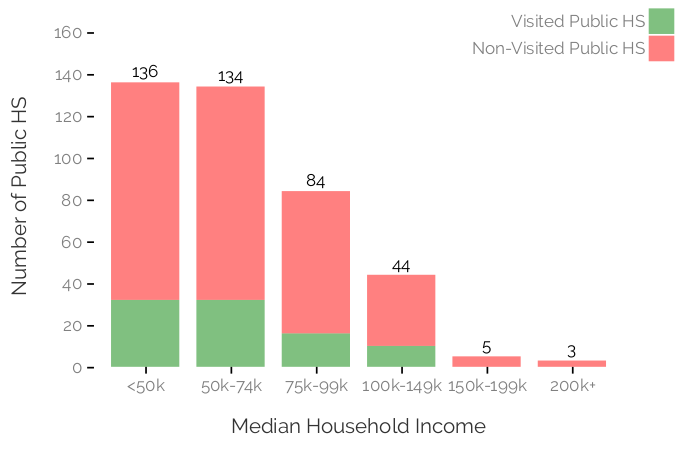 Visited Public HS
Non-Visited Public HS
Number of Public HS
160
140
120
100
80
60
40
20
0
136
134
84
44
5
3
<50k
50k-74k
75k-99k
100k-149k
150k-199k
200k+
Median Household Income